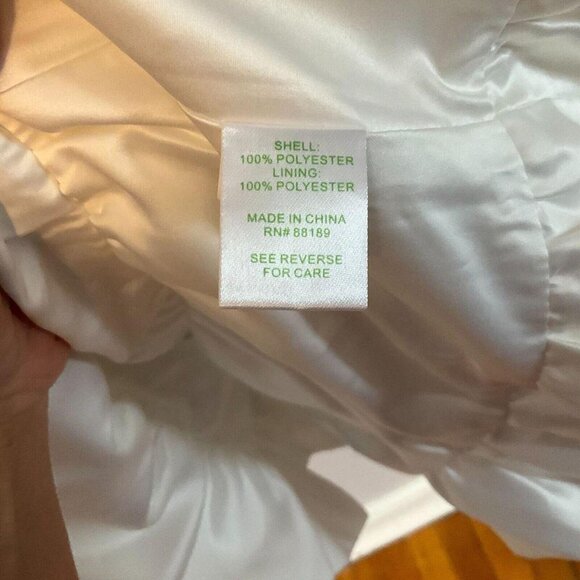 SHELL:
100% POLYESTER
LINING:
100% POLYESTER
MADE IN CHINA
RN# 88189
SEE REVERSE
FOR CARE